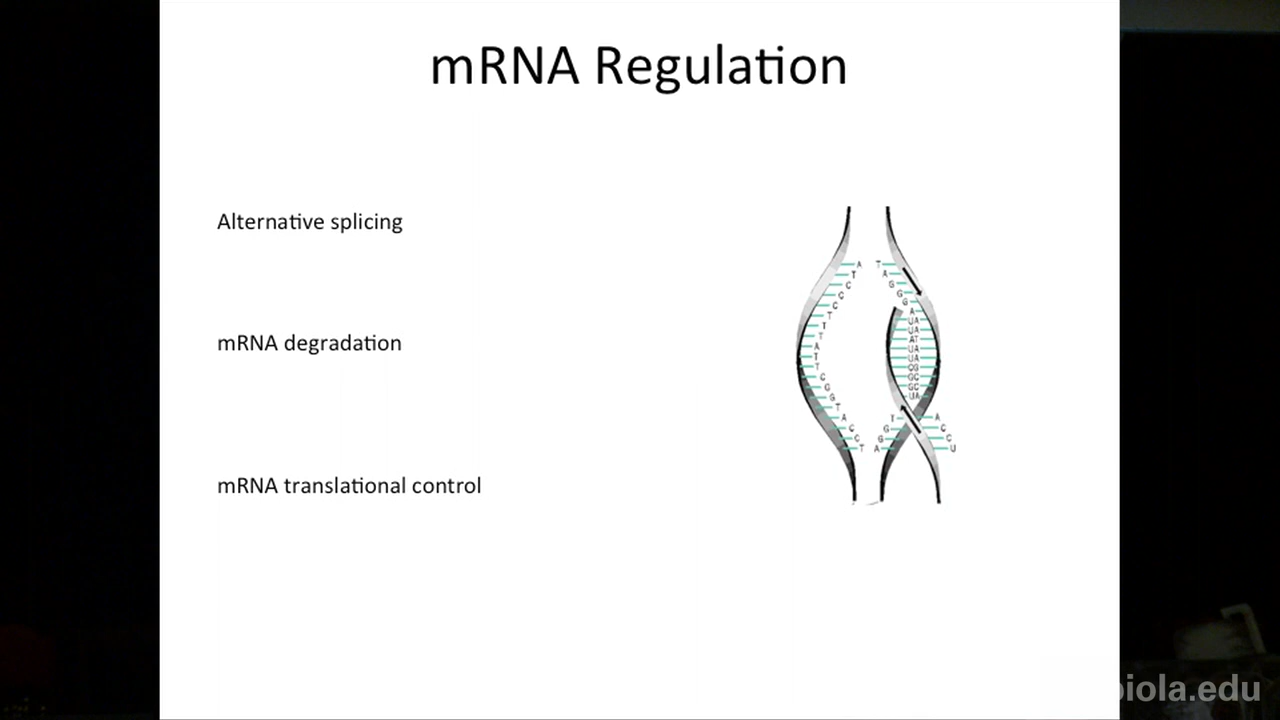 mRNA Regulation
Alternative splicing
mRNA degradation
mRNA translational control
biola.edu